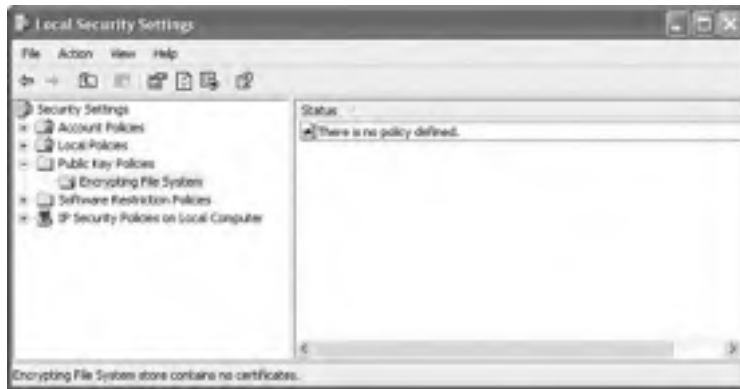 Local Security Settings
File Action View Help
Security Settings
Account Policies
Local Policies
Public Key Policies
Encrypting File System
Software Restriction Policies
IP Security Policies on Local Computer
Status
There is no policy defined.
Encrypting File System store contains no certificates.